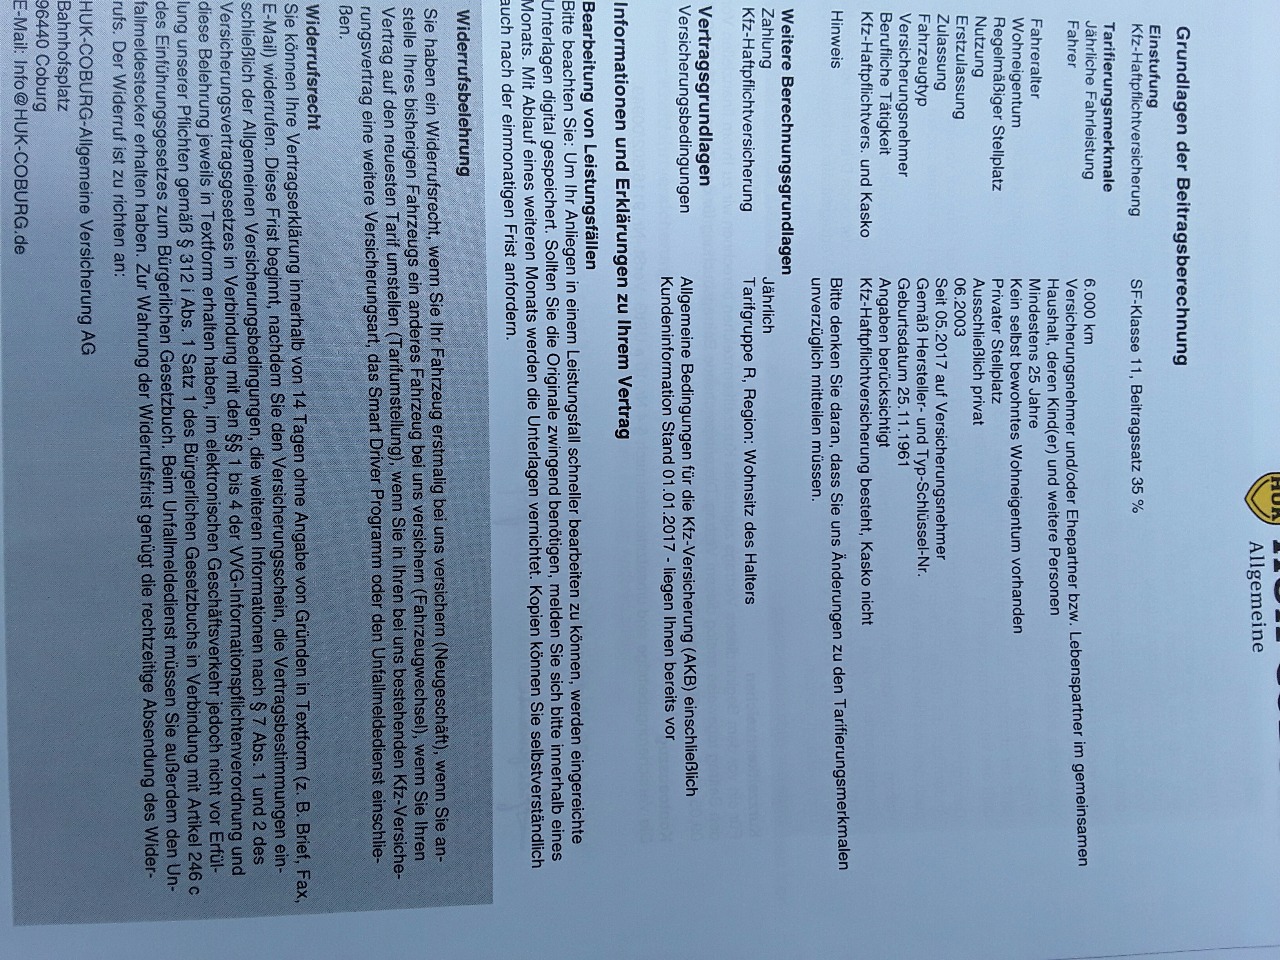 HUK
Allgemeine
Grundlagen der Beitragsberechnung
Einstufung
Kfz-Haftpflichtversicherung SF-Klasse 11, Beitragssatz 35 %
Tarifierungsmerkmale
Jährliche Fahrleistung 6.000 km
Fahrer Versicherungsnehmer und/oder Ehepartner bzw. Lebenspartner im gemeinsamen
Haushalt, deren Kind(er) und weitere Personen
Fahreralter Mindestens 25 Jahre
Wohneigentum Kein selbst bewohntes Wohneigentum vorhanden
Regelmäßiger Stellplatz Privater Stellplatz
Nutzung Ausschließlich privat
Erstzulassung 06.2003
Zulassung Seit 05.2017 auf Versicherungsnehmer
Fahrzeugtyp Gemäß Hersteller- und Typ-Schlüssel-Nr.
Versicherungsnehmer Geburtsdatum 25.11.1961
Berufliche Tätigkeit Angaben berücksichtigt
Kfz-Haftpflichtvers. und Kasko Kfz-Haftpflichtversicherung besteht, Kasko nicht
Hinweis Bitte denken Sie daran, dass Sie uns Änderungen zu den Tarifierungsmerkmalen
unverzüglich mitteilen müssen.
Weitere Berechnungsgrundlagen
Zahlung Jährlich
Kfz-Haftpflichtversicherung Tarifgruppe R, Region: Wohnsitz des Halters
Vertragsgrundlagen
Versicherungsbedingungen Allgemeine Bedingungen für die Kfz-Versicherung (AKB) einschließlich
Kundeninformation Stand 01.01.2017 - liegen Ihnen bereits vor
Informationen und Erklärungen zu Ihrem Vertrag
Bearbeitung von Leistungsfällen
Bitte beachten Sie: Um Ihr Anliegen in einem Leistungsfall schneller bearbeiten zu können, werden eingereichte
Unterlagen digital gespeichert. Sollten Sie die Originale zwingend benötigen, melden Sie sich bitte innerhalb eines
Monats. Mit Ablauf eines weiteren Monats werden die Unterlagen vernichtet. Kopien können Sie selbstverständlich
auch nach der einmonatigen Frist anfordern.
Widerrufsbelehrung
Sie haben ein Widerrufsrecht, wenn Sie Ihr Fahrzeug erstmalig bei uns versichern (Neugeschäft), wenn Sie an-
stelle Ihres bisherigen Fahrzeugs ein anderes Fahrzeug bei uns versichern (Fahrzeugwechsel), wenn Sie Ihren
Vertrag auf den neuesten Tarif umstellen (Tarifumstellung), wenn Sie in Ihren bei uns bestehenden Kfz-Versiche-
rungsvertrag eine weitere Versicherungsart, das Smart Driver Programm oder den Unfallmeldedienst einschlie-
ßen.
Widerrufsrecht
Sie können Ihre Vertragserklärung innerhalb von 14 Tagen ohne Angabe von Gründen in Textform (z. B. Brief, Fax,
E-Mail) widerrufen. Diese Frist beginnt, nachdem Sie den Versicherungsschein, die Vertragsbestimmungen ein-
schließlich der Allgemeinen Versicherungsbedingungen, die weiteren Informationen nach § 7 Abs. 1 und 2 des
Versicherungsvertragsgesetzes in Verbindung mit den §§ 1 bis 4 der VVG-Informationspflichtenverordnung und
diese Belehrung jeweils in Textform erhalten haben, im elektronischen Geschäftsverkehr jedoch nicht vor Erfül-
lung unserer Pflichten gemäß § 312 i Abs. 1 Satz 1 des Bürgerlichen Gesetzbuchs in Verbindung mit Artikel 246 c
des Einführungsgesetzes zum Bürgerlichen Gesetzbuch. Beim Unfallmeldedienst müssen Sie außerdem den Un-
fallmeldestecker erhalten haben. Zur Wahrung der Widerrufsfrist genügt die rechtzeitige Absendung des Wider-
rufs. Der Widerruf ist zu richten an:
HUK-COBURG-Allgemeine Versicherung AG
Bahnhofsplatz
96440 Coburg
E-Mail: Info@HUK-COBURG.de